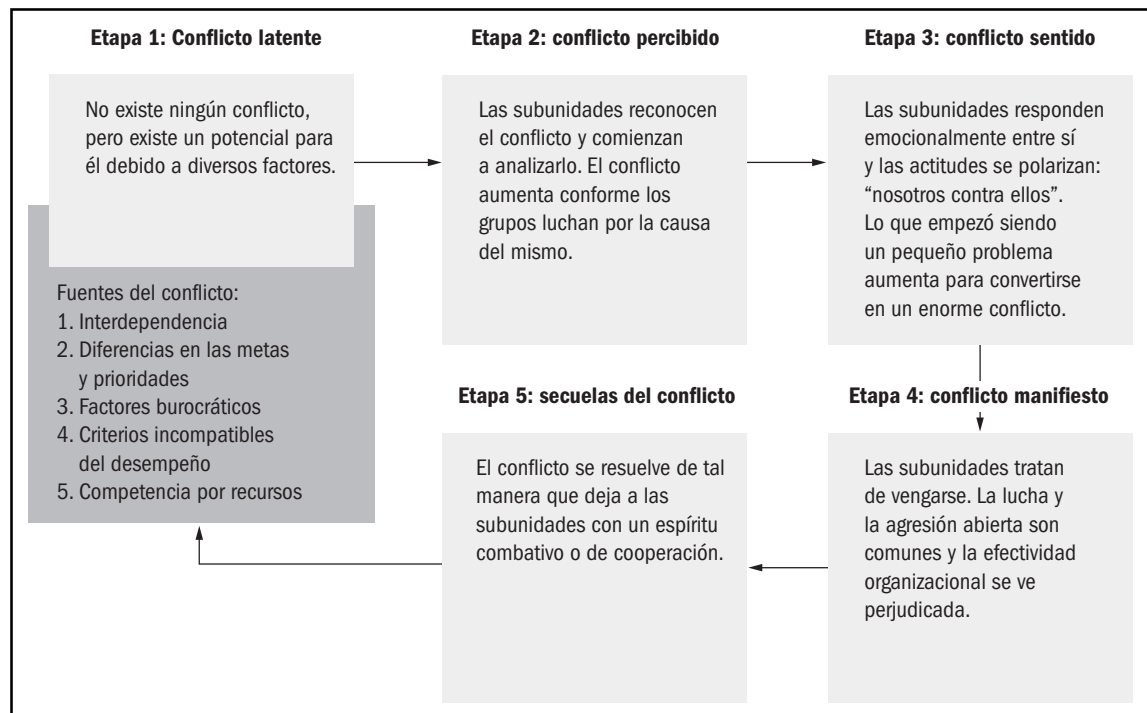 Etapa 1: Conflicto latente
No existe ningún conflicto,
pero existe un potencial para
él debido a diversos factores.
Fuentes del conflicto:
1. Interdependencia
2. Diferencias en las metas
y prioridades
3. Factores burocráticos
4. Criterios incompatibles
del desempeño
5. Competencia por recursos
Etapa 2: conflicto percibido
Las subunidades reconocen
el conflicto y comienzan
a analizarlo. El conflicto
aumenta conforme los
grupos luchan por la causa
del mismo.
Etapa 3: conflicto sentido
Las subunidades responden
emocionalmente entre sí
y las actitudes se polarizan:
“nosotros contra ellos”.
Lo que empezó siendo
un pequeño problema
aumenta para convertirse
en un enorme conflicto.
Etapa 4: conflicto manifiesto
Las subunidades tratan
de vengarse. La lucha y
la agresión abierta son
comunes y la efectividad
organizacional se ve
perjudicada.
Etapa 5: secuelas del conflicto
El conflicto se resuelve de tal
manera que deja a las
subunidades con un espíritu
combativo o de cooperación.